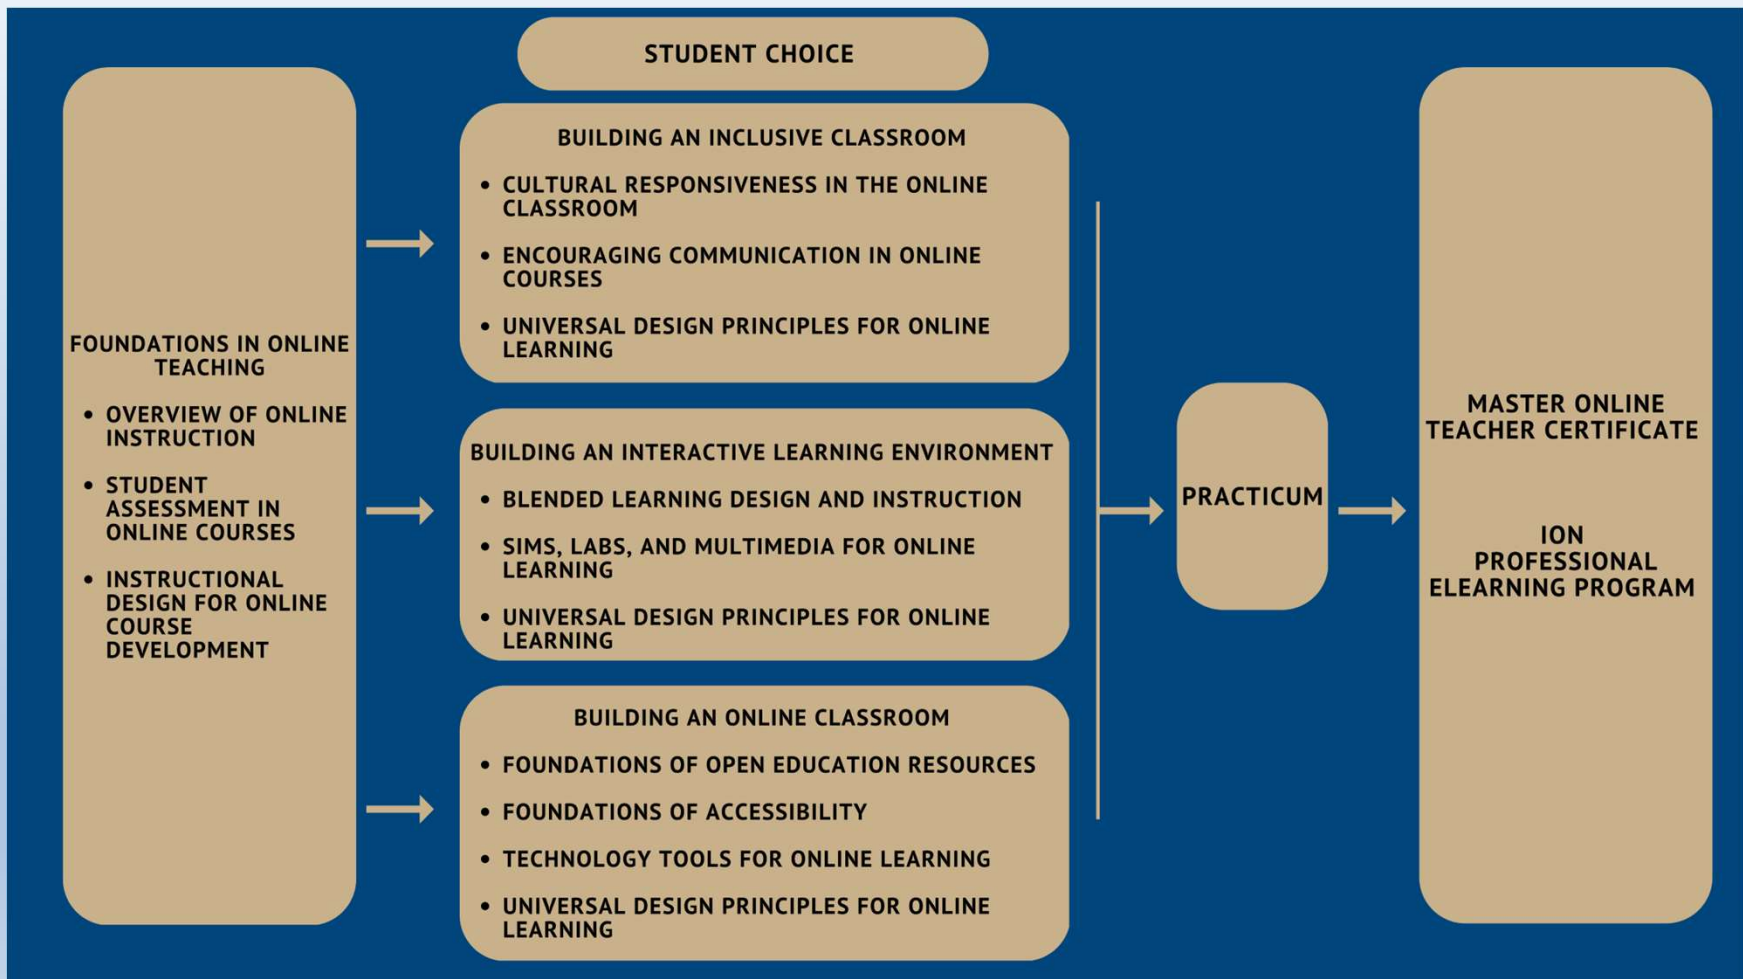 STUDENT CHOICE
FOUNDATIONS IN ONLINE
TEACHING
• OVERVIEW OF ONLINE
INSTRUCTION
• STUDENT
ASSESSMENT IN
ONLINE COURSES
• INSTRUCTIONAL
DESIGN FOR ONLINE
COURSE
DEVELOPMENT
BUILDING AN INCLUSIVE CLASSROOM
• CULTURAL RESPONSIVENESS IN THE ONLINE
CLASSROOM
• ENCOURAGING COMMUNICATION IN ONLINE
COURSES
• UNIVERSAL DESIGN PRINCIPLES FOR ONLINE
LEARNING
BUILDING AN INTERACTIVE LEARNING ENVIRONMENT
• BLENDED LEARNING DESIGN AND INSTRUCTION
• SIMS, LABS, AND MULTIMEDIA FOR ONLINE
LEARNING
• UNIVERSAL DESIGN PRINCIPLES FOR ONLINE
LEARNING
BUILDING AN ONLINE CLASSROOM
• FOUNDATIONS OF OPEN EDUCATION RESOURCES
• FOUNDATIONS OF ACCESSIBILITY
• TECHNOLOGY TOOLS FOR ONLINE LEARNING
• UNIVERSAL DESIGN PRINCIPLES FOR ONLINE
LEARNING
PRACTICUM
MASTER ONLINE
TEACHER CERTIFICATE
ION
PROFESSIONAL
ELEARNING PROGRAM